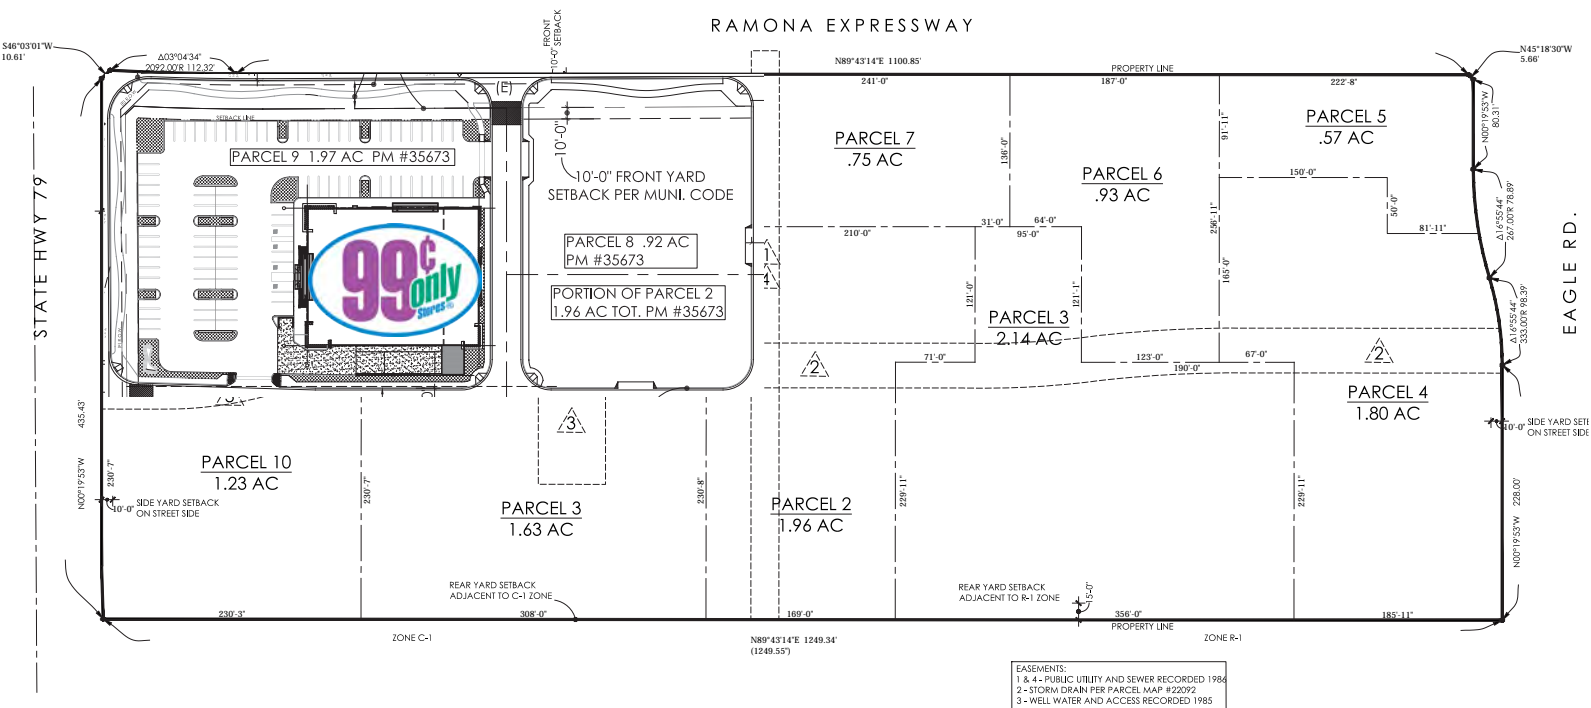 RAMONA EXPRESSWAY
S46°03'01"W
10.61'
Δ03°04'34"
2092.00'R 112.32'
FRONT
10'-0" SETBACK
N89°43'14"E 1100.85'
PROPERTY LINE
N45°18'30"W
5.66'
241'-0"
187'-0"
222'-8"
(E)
SETBACK LINE
PARCEL 9 1.97 AC PM #35673
10'-0"
10'-0" FRONT YARD
SETBACK PER MUNI. CODE
PARCEL 7
.75 AC
136'-0"
PARCEL 6
.93 AC
91'-11"
PARCEL 5
.57 AC
N00°19'53"W
80.31'
150'-0"
50'-0"
81'-11"
Δ16°55'44"
267.00'R 78.89'
STATE HWY 79
EAGLE RD.
99¢
only
Stores®
PARCEL 8 .92 AC
PM #35673
PORTION OF PARCEL 2
1.96 AC TOT. PM #35673
1
4
210'-0"
31'-0"
64'-0"
95'-0"
256'-11"
165'-0"
121'-0"
121'-1"
PARCEL 3
2.14 AC
Δ16°55'44"
333.00'R 98.39'
71'-0"
123'-0"
67'-0"
190'-0"
2
2
3
PARCEL 4
1.80 AC
10'-0"
SIDE YARD SETB
ON STREET SIDE
435.43'
N00°19'53"W
230'-7"
PARCEL 10
1.23 AC
10'-0"
SIDE YARD SETBACK
ON STREET SIDE
230'-7"
PARCEL 3
1.63 AC
230'-8"
PARCEL 2
1.96 AC
229'-11"
229'-11"
N00°19'53"W 228.00'
REAR YARD SETBACK
ADJACENT TO C-1 ZONE
REAR YARD SETBACK
ADJACENT TO R-1 ZONE
15'-0"
230'-3"
308'-0"
169'-0"
356'-0"
185'-11"
PROPERTY LINE
ZONE C-1
N89°43'14"E 1249.34'
(1249.55')
ZONE R-1
EASEMENTS:
1 & 4 - PUBLIC UTILITY AND SEWER RECORDED 1986
2 - STORM DRAIN PER PARCEL MAP #22092
3 - WELL WATER AND ACCESS RECORDED 1985